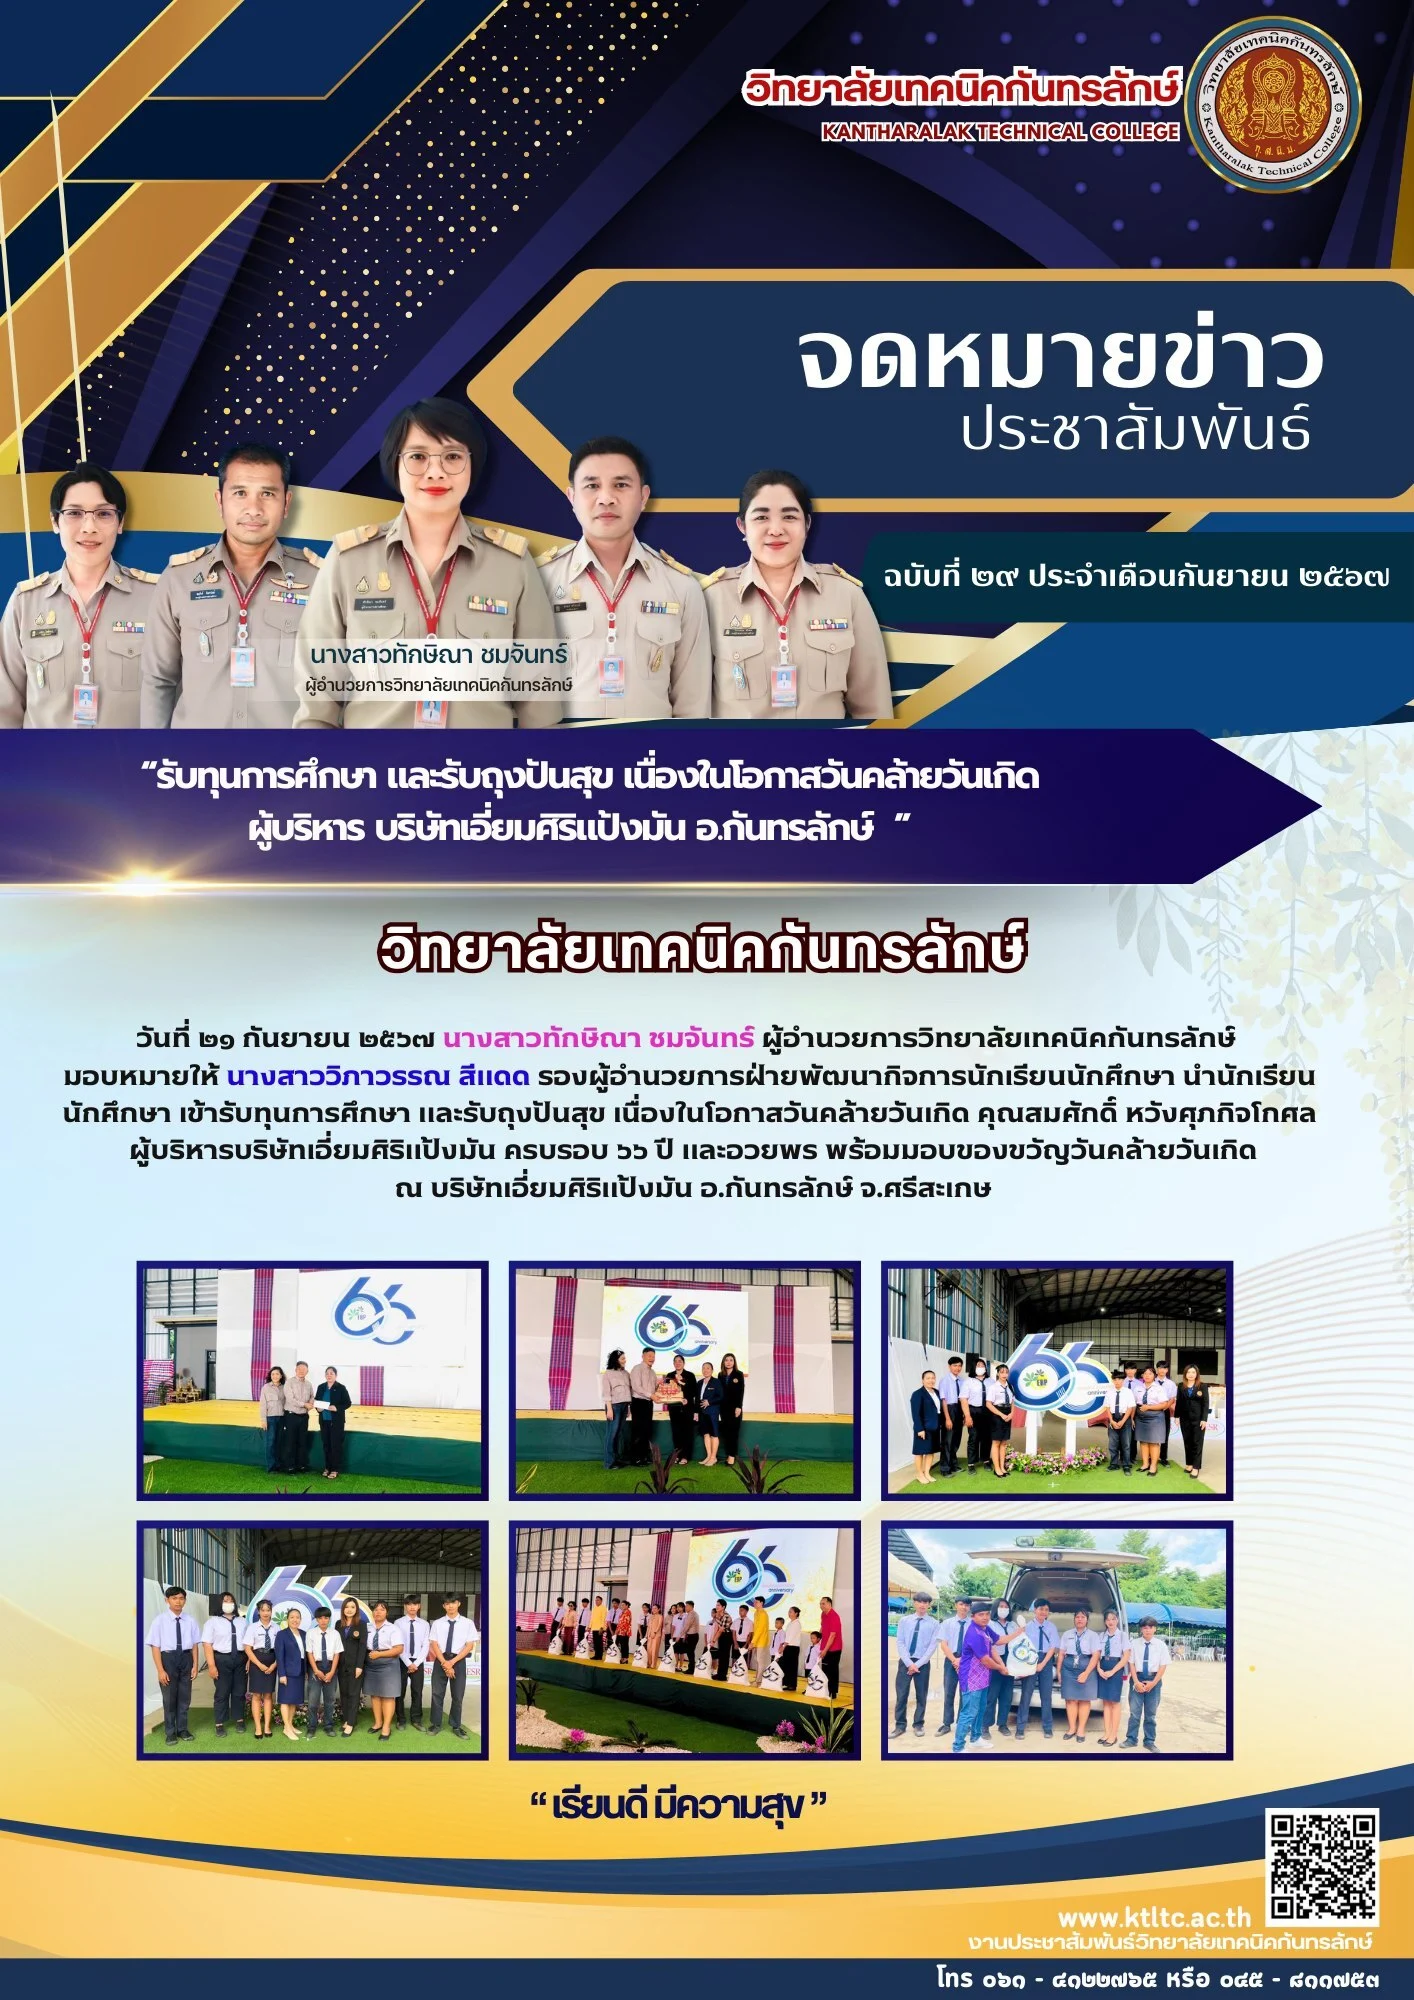 วิทยาลัยเทคนิคกันทรลักษ์
KANTHARALAK TECHNICAL COLLEGE
วิทยาลัยเทคนิคกันทรลักษ์
Kantharalak Technical College
จดหมายข่าว
ประชาสัมพันธ์
ฉบับที่ ๒๙ ประจำเดือนกันยายน ๒๕๖๗
นางสาวทักษิณา ชมจันทร์
ผู้อำนวยการวิทยาลัยเทคนิคกันทรลักษ์
“รับทุนการศึกษา และรับถุงปันสุข เนื่องในโอกาสวันคล้ายวันเกิด
ผู้บริหาร บริษัทเอี่ยมศิริแป้งมัน อ.กันทรลักษ์ ”
วิทยาลัยเทคนิคกันทรลักษ์
วันที่ ๒๑ กันยายน ๒๕๖๗ นางสาวทักษิณา ชมจันทร์ ผู้อำนวยการวิทยาลัยเทคนิคกันทรลักษ์
มอบหมายให้ นางสาววิภาวรรณ สีแดด รองผู้อำนวยการฝ่ายพัฒนากิจการนักเรียนนักศึกษา นำนักเรียน
นักศึกษา เข้ารับทุนการศึกษา และรับถุงปันสุข เนื่องในโอกาสวันคล้ายวันเกิด คุณสมศักดิ์ หวังศุภกิจโกศล
ผู้บริหารบริษัทเอี่ยมศิริแป้งมัน ครบรอบ ๖๖ ปี และอวยพร พร้อมมอบของขวัญวันคล้ายวันเกิด
ณ บริษัทเอี่ยมศิริแป้งมัน อ.กันทรลักษ์ จ.ศรีสะเกษ
66
66
anniversary
66
EBP
66
66
anniversary
“ เรียนดี มีความสุข ”
www.ktltc.ac.th
งานประชาสัมพันธ์วิทยาลัยเทคนิคกันทรลักษ์
โทร ๐๖๑ - ๔๑๒๒๗๖๕ หรือ ๐๔๕ - ๘๑๑๗๕๓